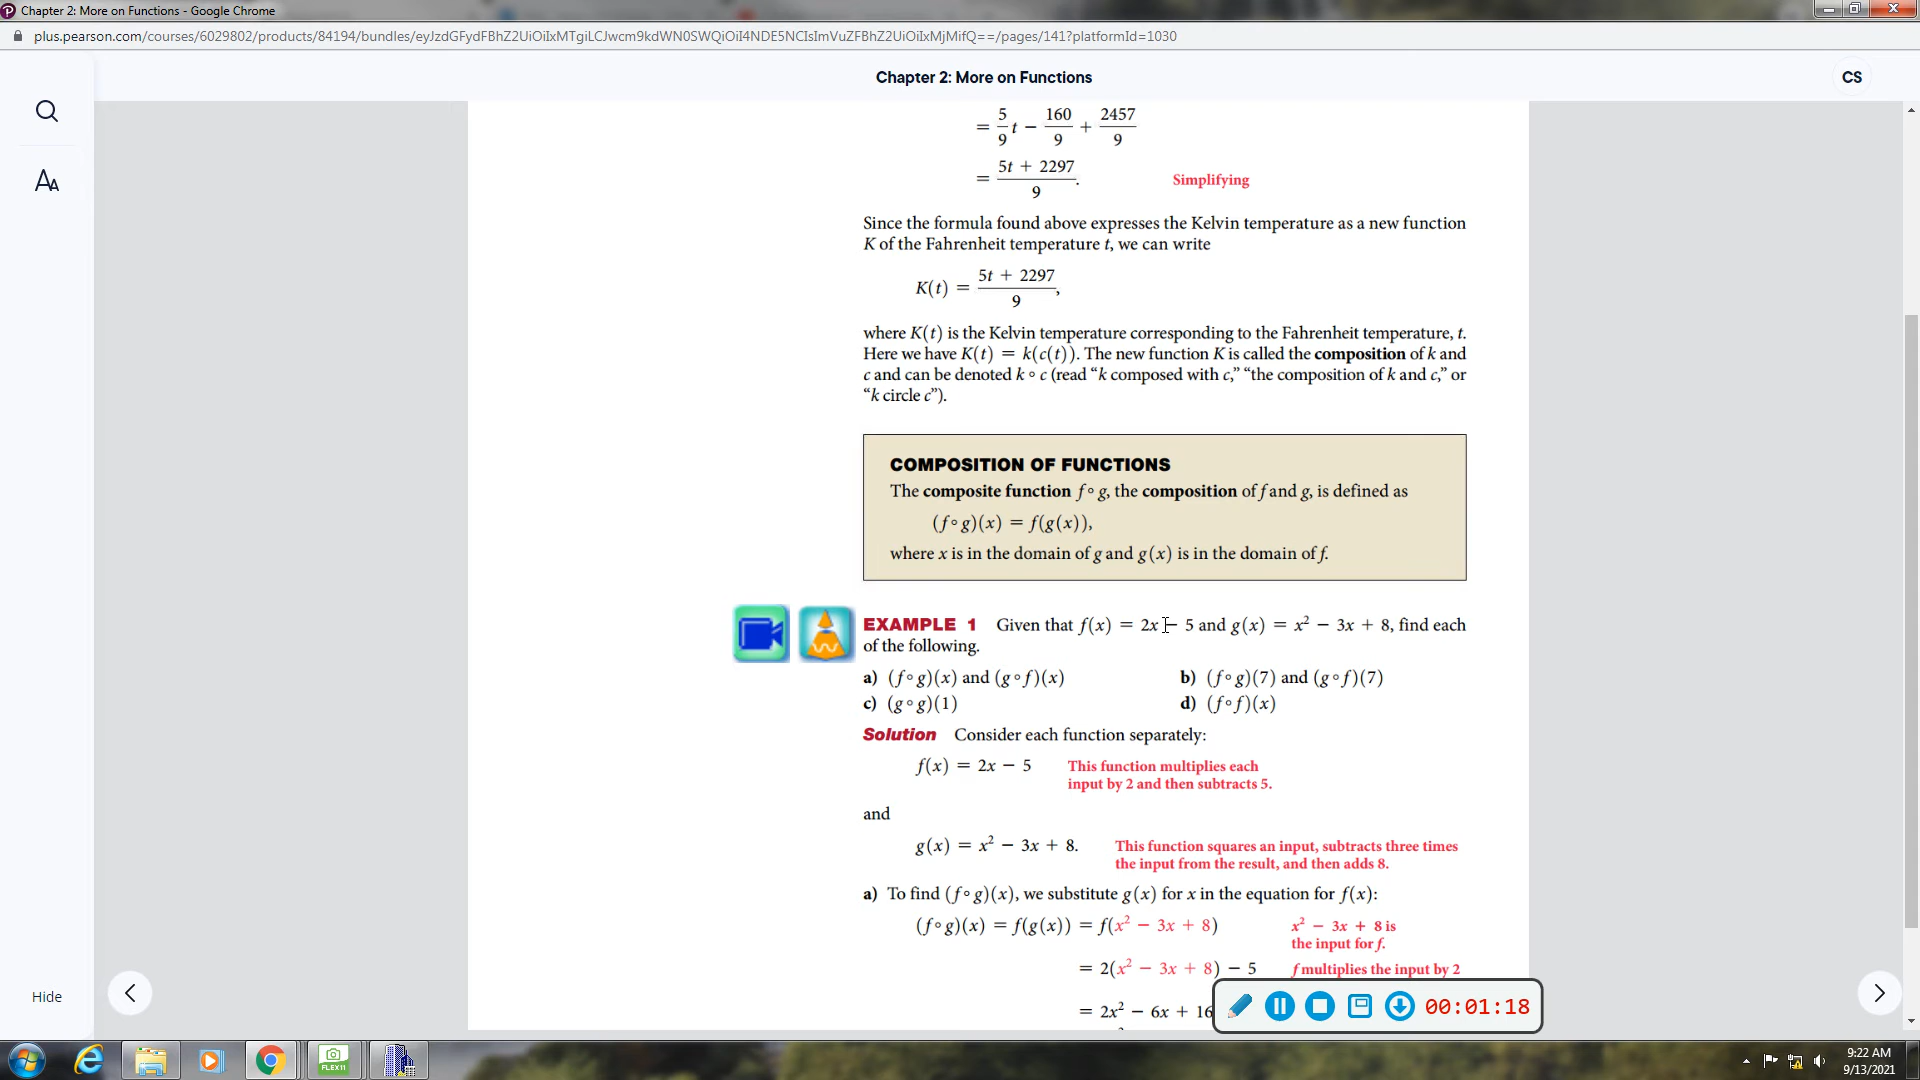 Chapter 2: More on Functions - Google Chrome
plus.pearson.com/courses/6029802/products/84194/bundles/eyJzdGFydFBhZ2UiOiIxMTgiLCJwcm9kdWN0SWQiOiI4NDE5NCIsImVuZFBhZ2UiOiIxMjMifQ==/pages/141?platformId=1030
Chapter 2: More on Functions
CS
= 5/9 t − 160/9 + 2457/9
= (5t + 2297)/9. Simplifying
Since the formula found above expresses the Kelvin temperature as a new function
K of the Fahrenheit temperature t, we can write
K(t) = (5t + 2297)/9,
where K(t) is the Kelvin temperature corresponding to the Fahrenheit temperature, t.
Here we have K(t) = k(c(t)). The new function K is called the composition of k and
c and can be denoted k ∘ c (read “k composed with c,” “the composition of k and c,” or
“k circle c”).
COMPOSITION OF FUNCTIONS
The composite function f ∘ g, the composition of f and g, is defined as
(f ∘ g)(x) = f(g(x)),
where x is in the domain of g and g(x) is in the domain of f.
EXAMPLE 1 Given that f(x) = 2x − 5 and g(x) = x² − 3x + 8, find each
of the following.
a) (f ∘ g)(x) and (g ∘ f)(x) b) (f ∘ g)(7) and (g ∘ f)(7)
c) (g ∘ g)(1) d) (f ∘ f)(x)
Solution Consider each function separately:
f(x) = 2x − 5 This function multiplies each
input by 2 and then subtracts 5.
and
g(x) = x² − 3x + 8. This function squares an input, subtracts three times
the input from the result, and then adds 8.
a) To find (f ∘ g)(x), we substitute g(x) for x in the equation for f(x):
(f ∘ g)(x) = f(g(x)) = f(x² − 3x + 8) x² − 3x + 8 is
the input for f.
= 2(x² − 3x + 8) − 5 f multiplies the input by 2
= 2x² − 6x + 16
Hide
00:01:18
FLEX11
9:22 AM
9/13/2021